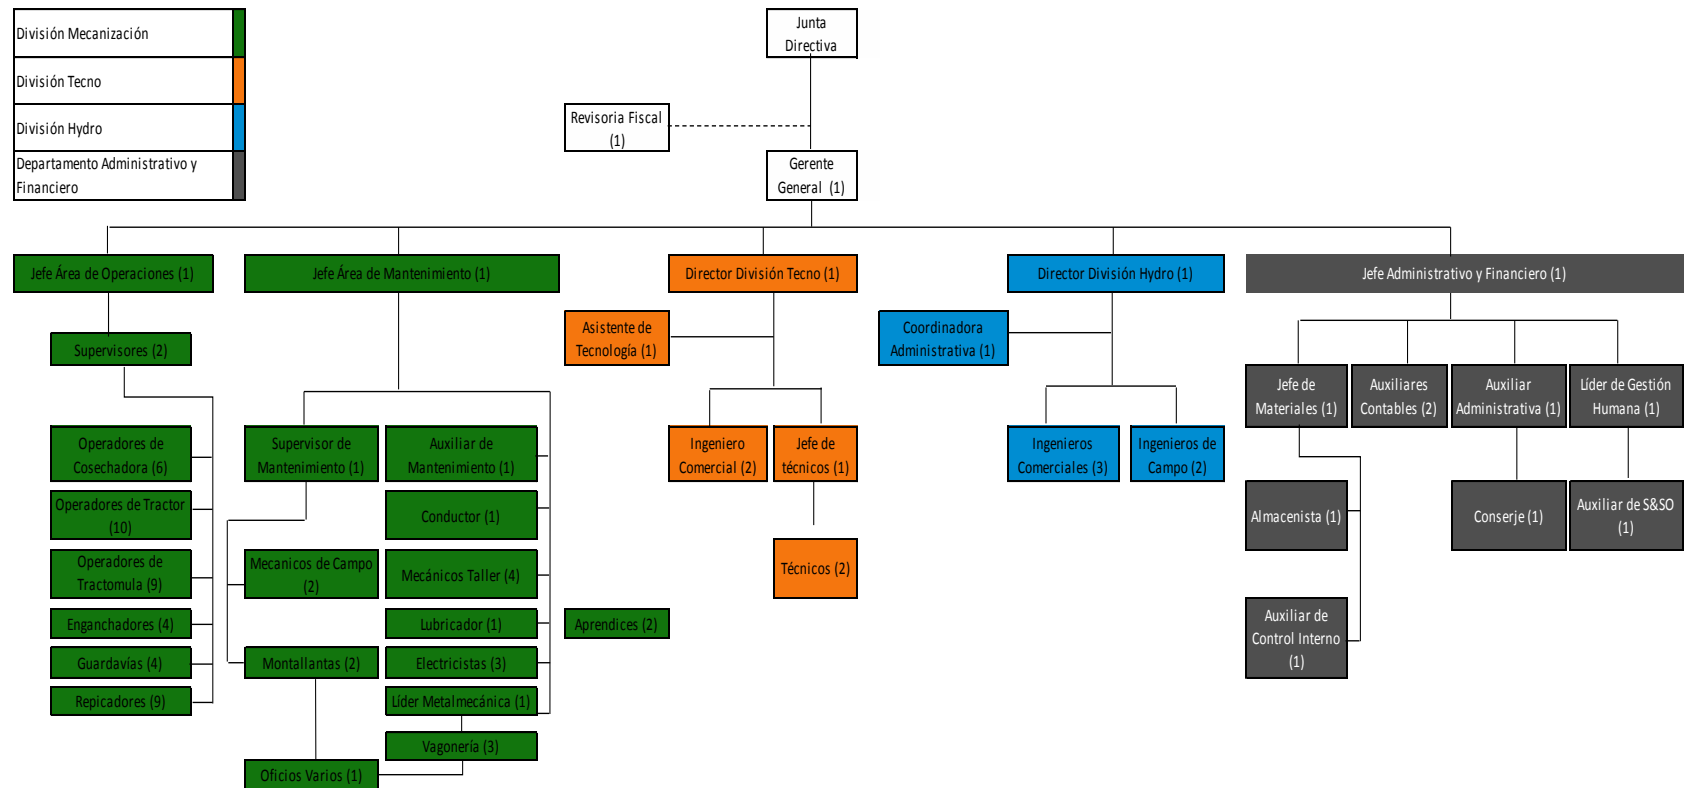 División Mecanización
División Tecno
División Hydro
Departamento Administrativo y
Financiero
Junta
Directiva
Revisoria Fiscal
(1)
Gerente
General (1)
Jefe Área de Operaciones (1)
Jefe Área de Mantenimiento (1)
Director División Tecno (1)
Director División Hydro (1)
Jefe Administrativo y Financiero (1)
Supervisores (2)
Asistente de
Tecnología (1)
Coordinadora
Administrativa (1)
Jefe de
Materiales (1)
Auxiliares
Contables (2)
Auxiliar
Administrativa (1)
Líder de Gestión
Humana (1)
Operadores de
Cosechadora (6)
Supervisor de
Mantenimiento (1)
Auxiliar de
Mantenimiento (1)
Ingeniero
Comercial (2)
Jefe de
técnicos (1)
Ingenieros
Comerciales (3)
Ingenieros de
Campo (2)
Operadores de Tractor
(10)
Conductor (1)
Almacenista (1)
Conserje (1)
Auxiliar de S&SO
(1)
Operadores de
Tractomula (9)
Mecanicos de Campo
(2)
Mecánicos Taller (4)
Técnicos (2)
Enganchadores (4)
Lubricador (1)
Aprendices (2)
Auxiliar de
Control Interno
(1)
Guardavías (4)
Montallantas (2)
Electricistas (3)
Repicadores (9)
Líder Metalmecánica (1)
Vagonería (3)
Oficios Varios (1)